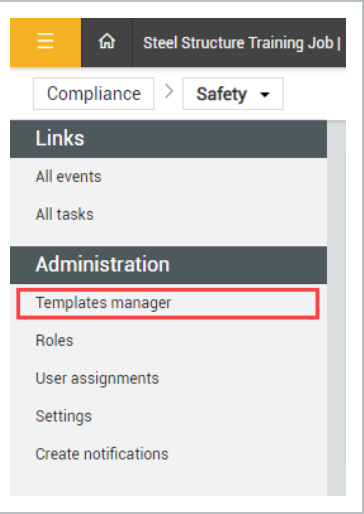 Steel Structure Training Job |
Compliance > Safety
Links
All events
All tasks
Administration
Templates manager
Roles
User assignments
Settings
Create notifications